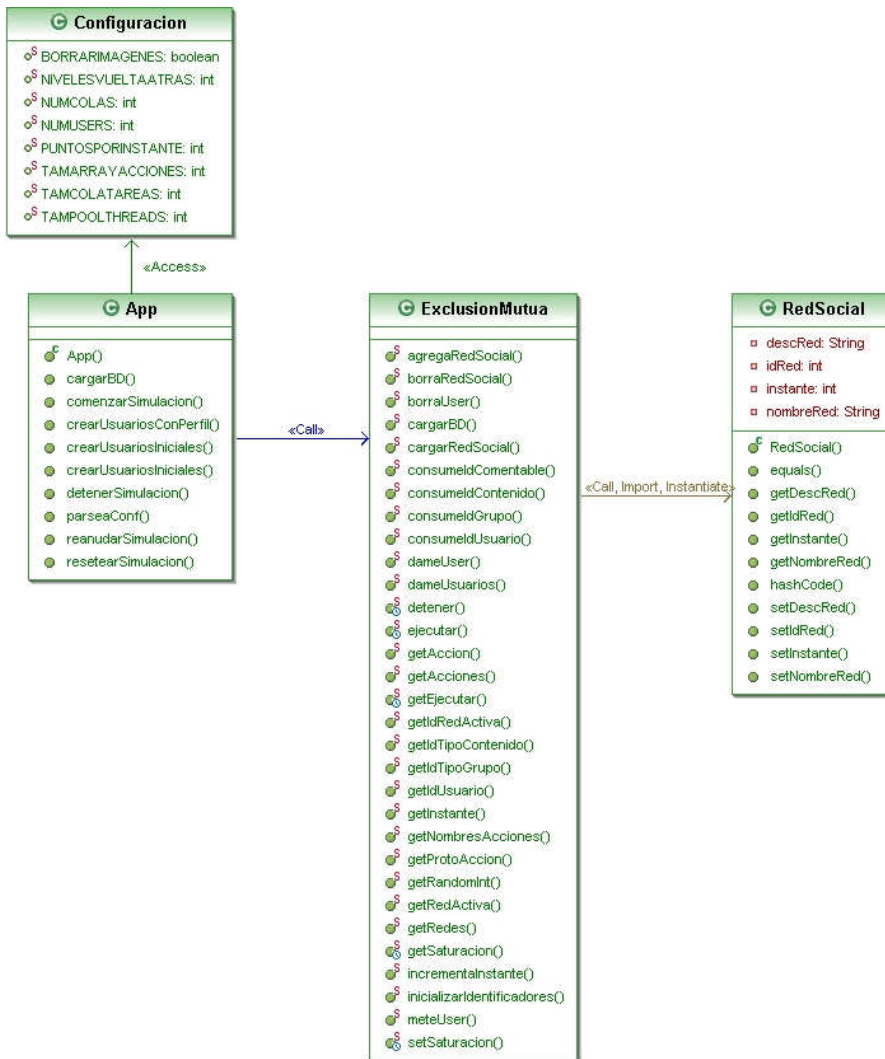 Configuracion
BORRARIMAGENES: boolean
NIVELESVUELTAATRAS: int
NUMCOLAS: int
NUMUSERS: int
PUNTOSPORINSTANTE: int
TAMARRAYACCIONES: int
TAMCOLATAREAS: int
TAMPOOLTHREADS: int
«Access»
App
App()
cargarBD()
comenzarSimulacion()
crearUsuariosConPerfil()
crearUsuariosIniciales()
crearUsuariosIniciales()
detenerSimulacion()
parseaConf()
reanudarSimulacion()
resetearSimulacion()
«Call»
ExclusionMutua
agregaRedSocial()
borraRedSocial()
borraUser()
cargarBD()
cargarRedSocial()
consumeIdComentable()
consumeIdContenido()
consumeIdGrupo()
consumeIdUsuario()
dameUser()
dameUsuarios()
detener()
ejecutar()
getAccion()
getAcciones()
getEjecutar()
getIdRedActiva()
getIdTipoContenido()
getIdTipoGrupo()
getIdUsuario()
getInstante()
getNombresAcciones()
getProtoAccion()
getRandomInt()
getRedActiva()
getRedes()
getSaturacion()
incrementaInstante()
inicializarIdentificadores()
meteUser()
setSaturacion()
«Call, Import, Instantiate»
RedSocial
descRed: String
idRed: int
instante: int
nombreRed: String
RedSocial()
equals()
getDescRed()
getIdRed()
getInstante()
getNombreRed()
hashCode()
setDescRed()
setIdRed()
setInstante()
setNombreRed()